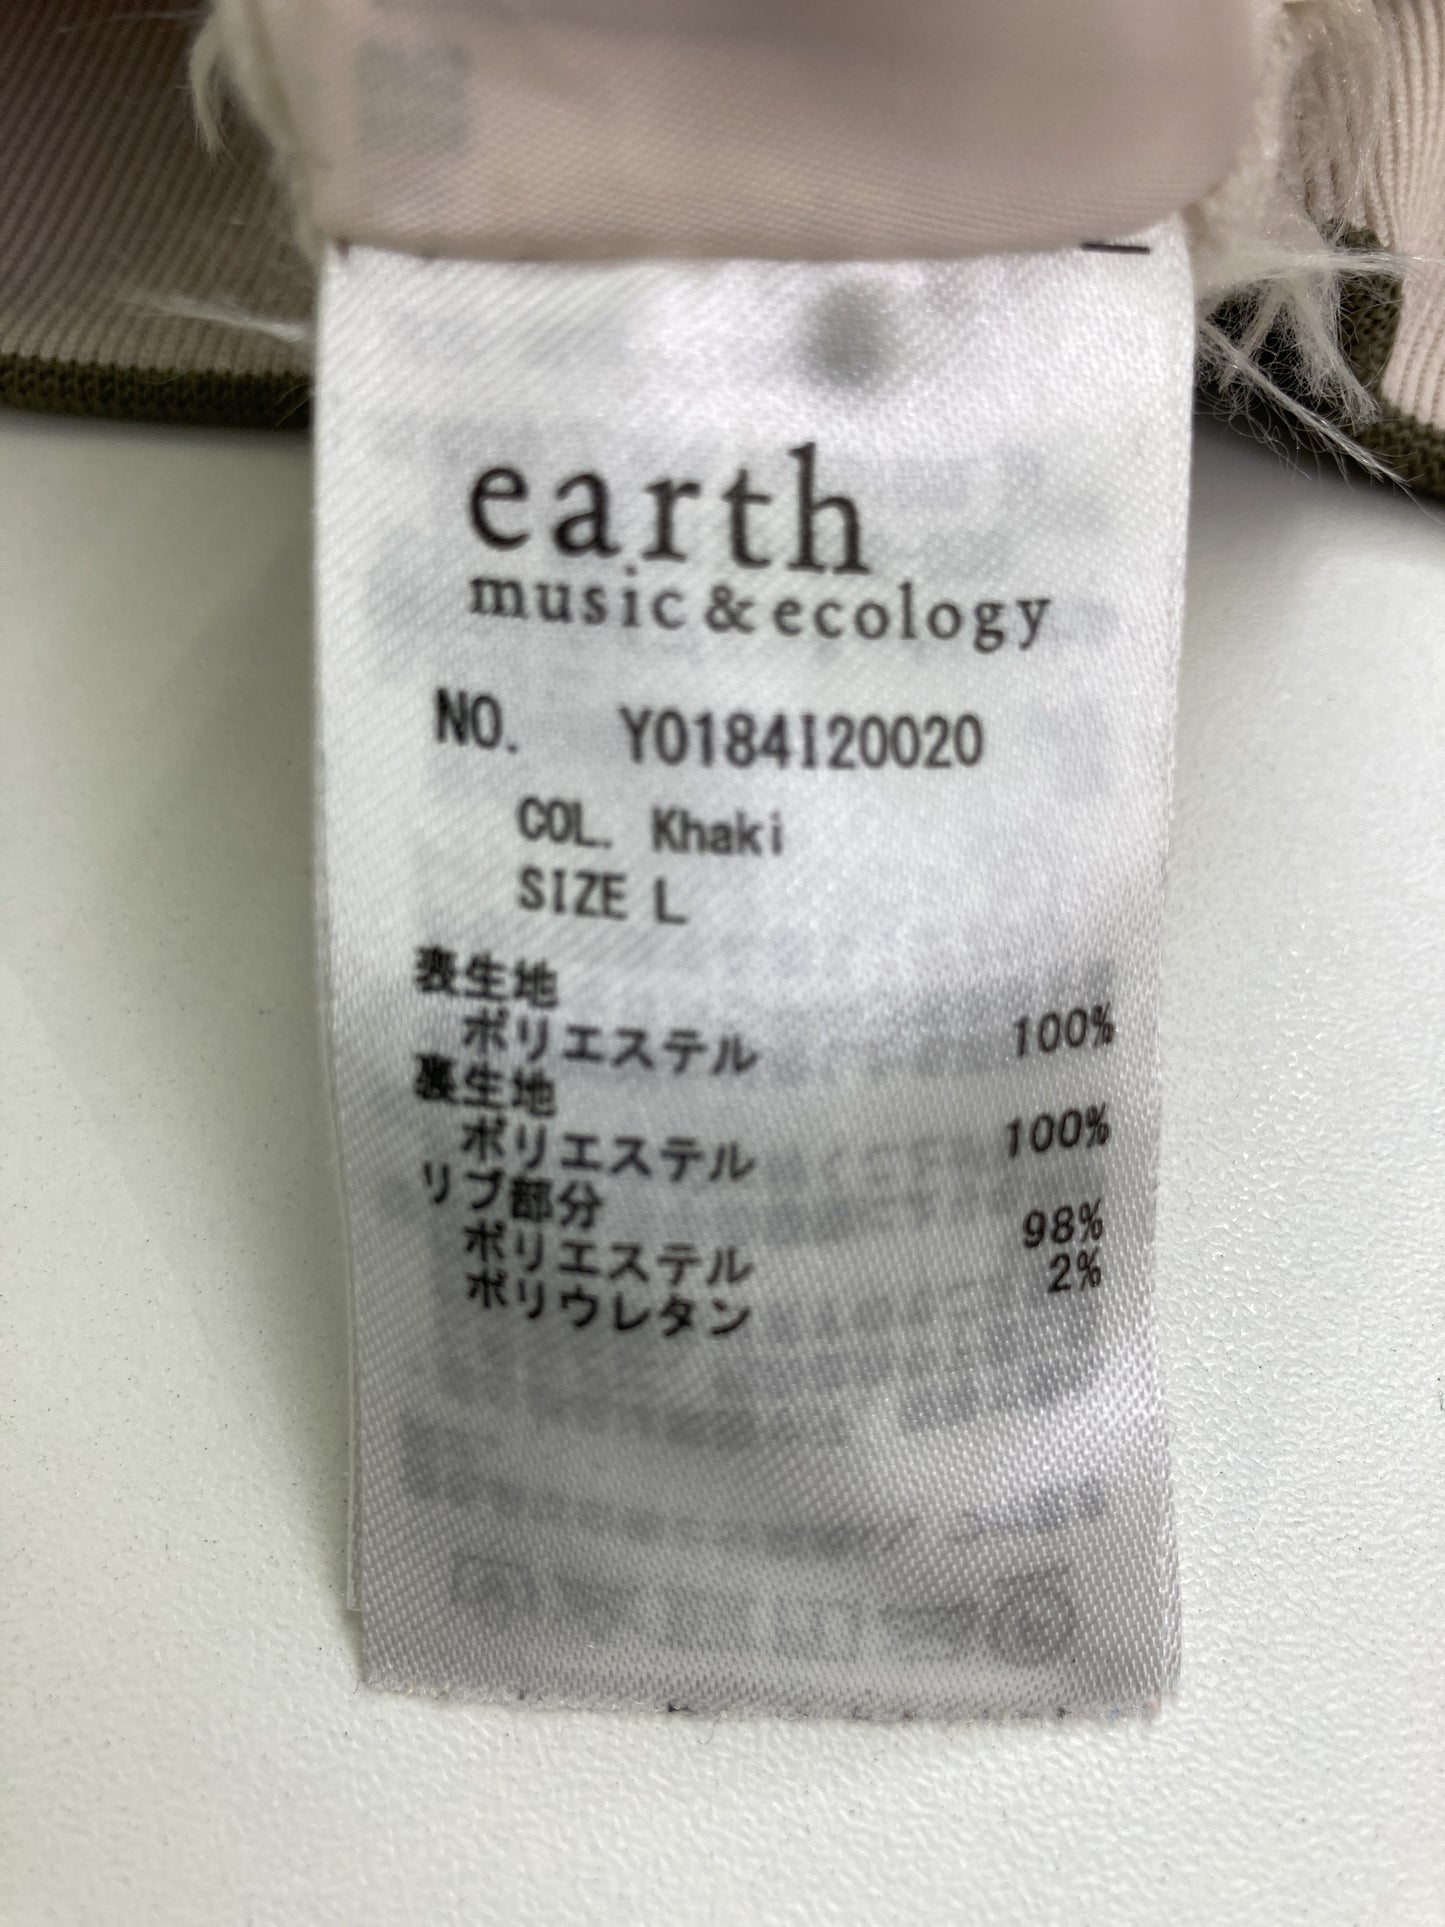 earth
music & ecology
NO. Y0184I20020
COL. Khaki
SIZE L
表生地
ポリエステル 100%
裏生地
ポリエステル 100%
リブ部分
ポリエステル 98%
ポリウレタン 2%